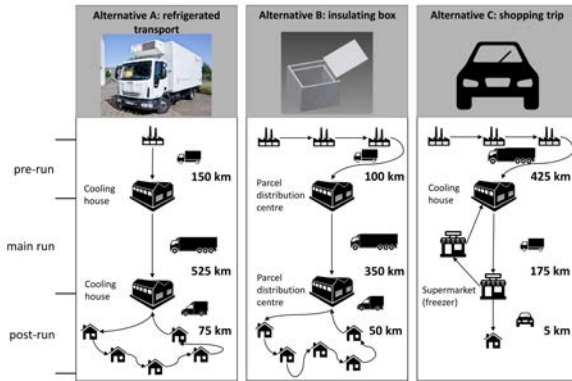 Alternative A: refrigerated
transport
Alternative B: insulating
box
Alternative C: shopping trip
pre-run
main run
post-run
150 km
Cooling
house
525 km
Cooling
house
75 km
100 km
Parcel
distribution
centre
350 km
Parcel
distribution
centre
50 km
425 km
Cooling
house
175 km
Supermarket
(freezer)
5 km